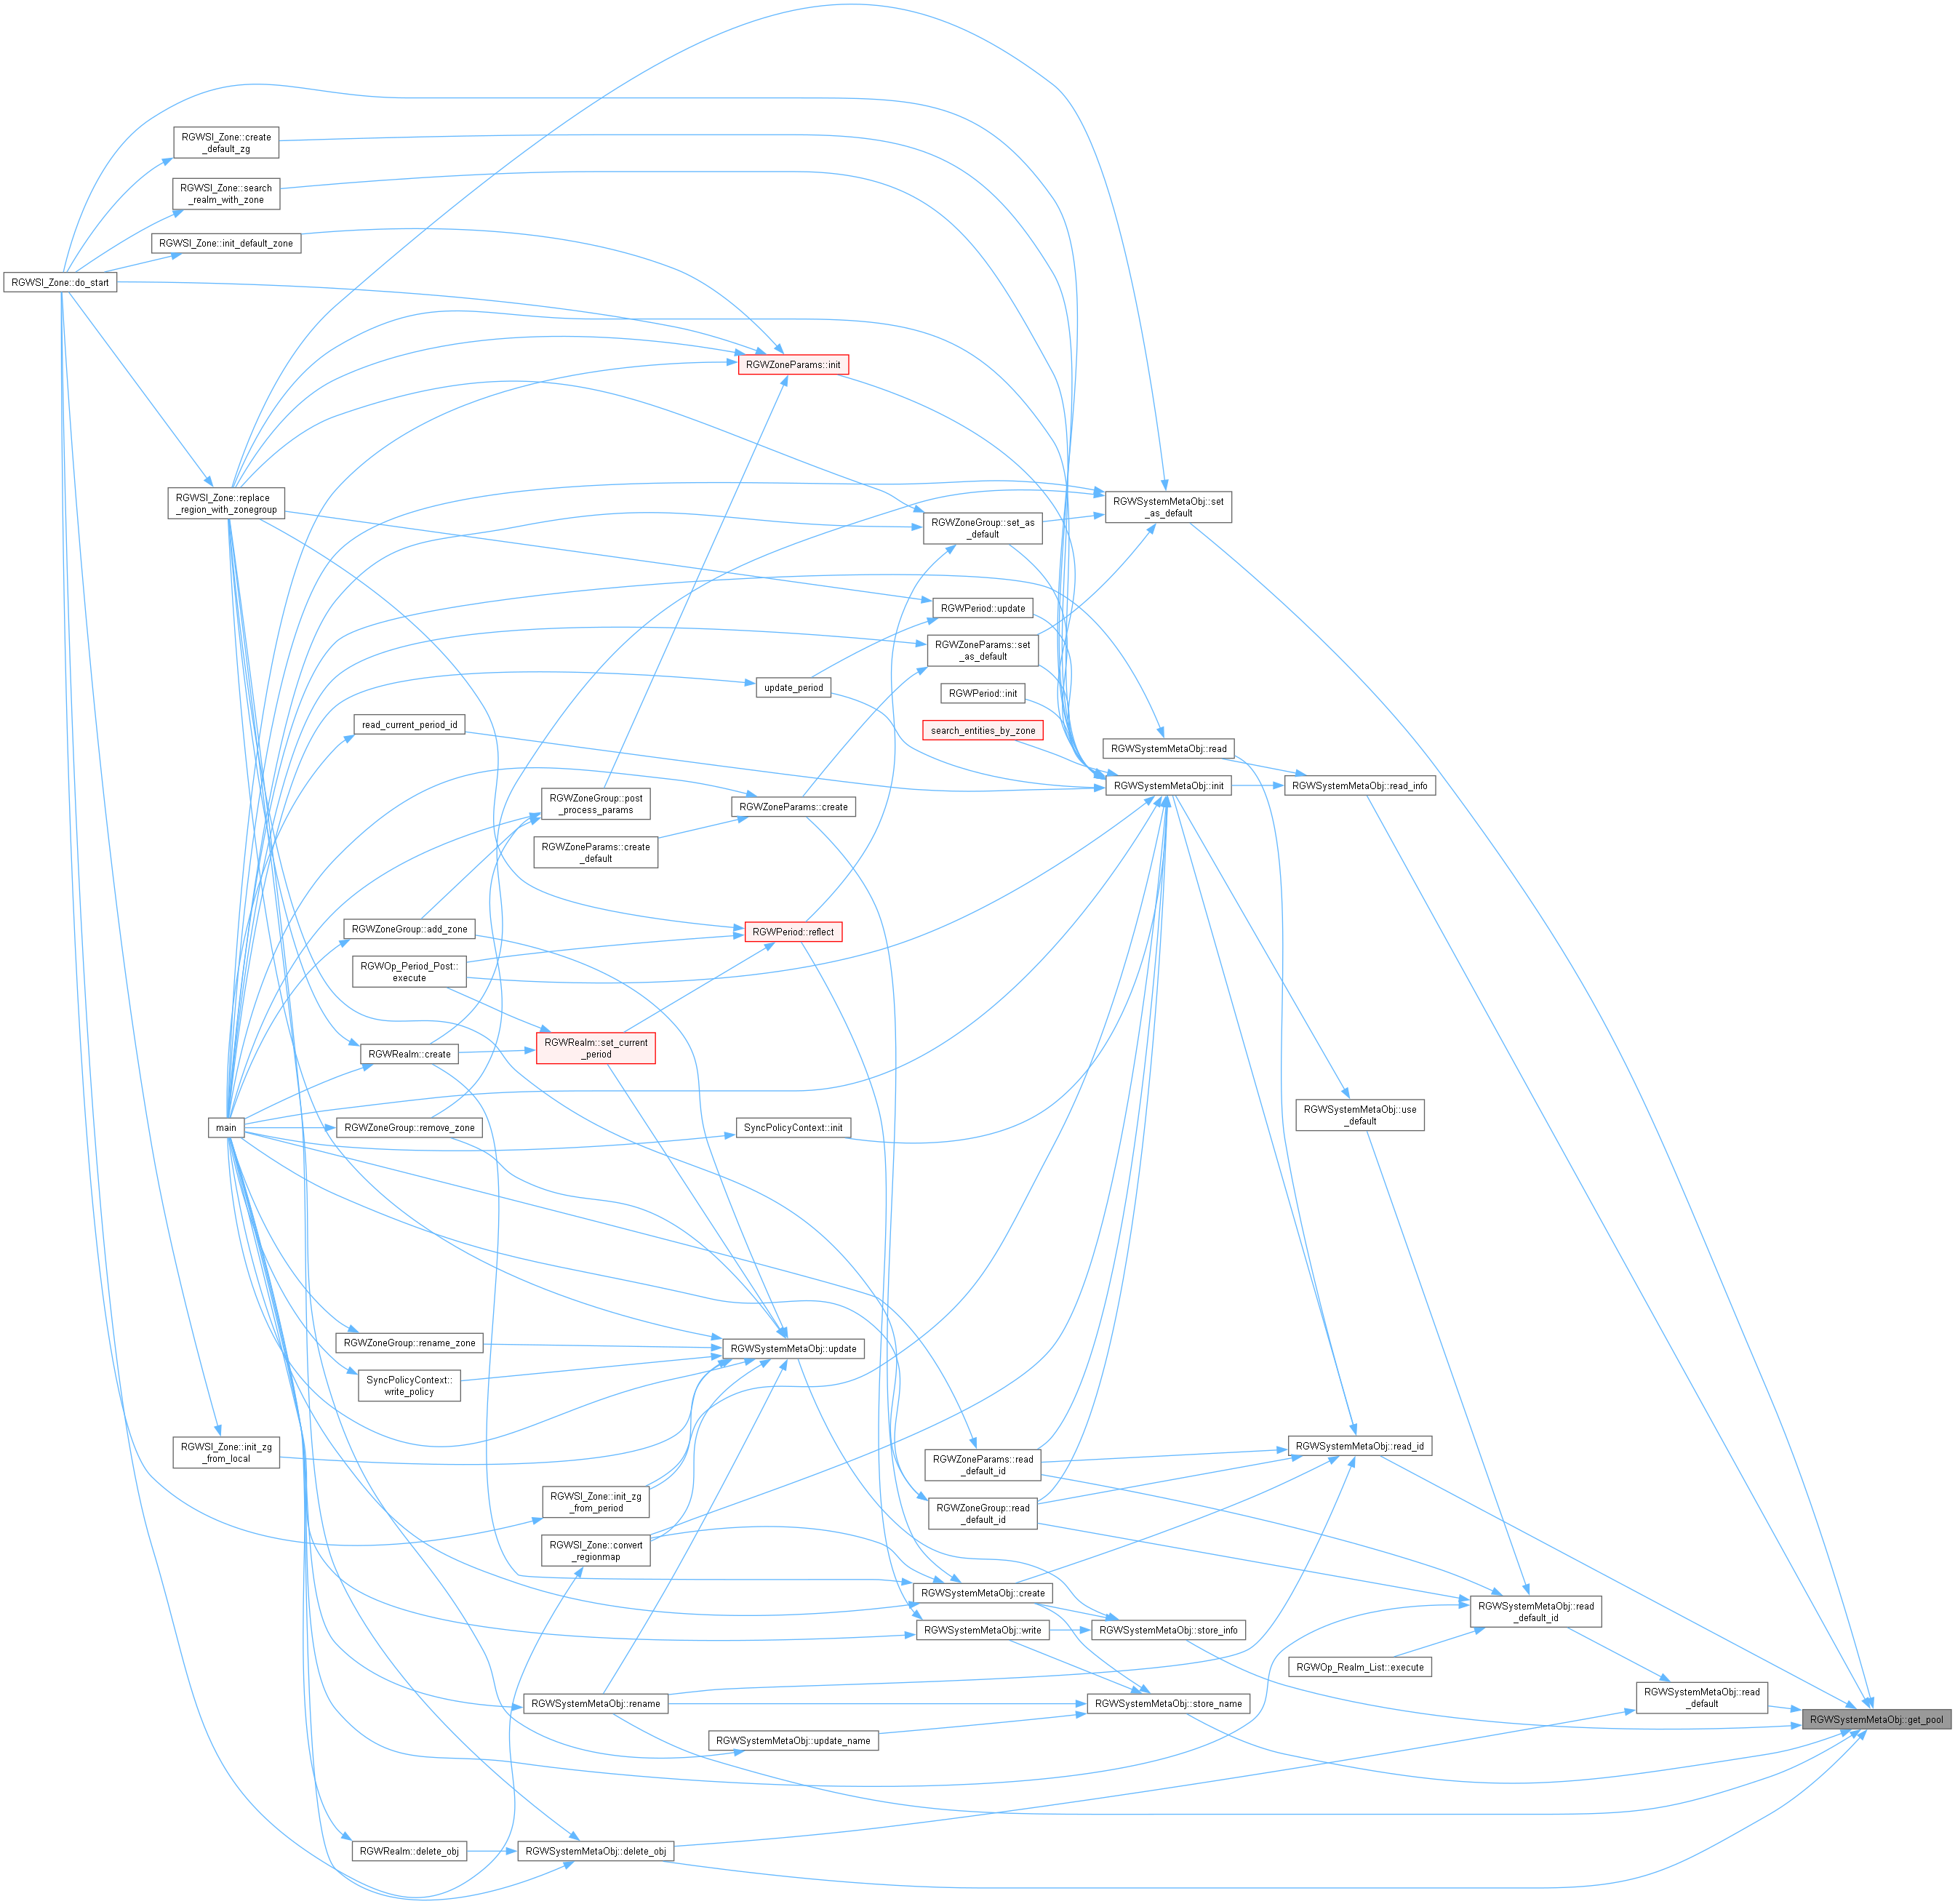 RGWSI_Zone::create
_default_zg
RGWSI_Zone::search
_realm_with_zone
RGWSI_Zone::init_default_zone
RGWSI_Zone::do_start
RGWZoneParams::init
RGWSI_Zone::replace
_region_with_zonegroup
RGWSystemMetaObj::set
_as_default
RGWZoneGroup::set_as
_default
RGWPeriod::update
RGWZoneParams::set
_as_default
update_period
RGWPeriod::init
read_current_period_id
search_entities_by_zone
RGWSystemMetaObj::read
RGWSystemMetaObj::init
RGWSystemMetaObj::read_info
RGWZoneGroup::post
_process_params
RGWZoneParams::create
RGWZoneParams::create
_default
RGWZoneGroup::add_zone
RGWPeriod::reflect
RGWOp_Period_Post::
execute
RGWRealm::set_current
_period
RGWRealm::create
RGWSystemMetaObj::use
_default
main
RGWZoneGroup::remove_zone
SyncPolicyContext::init
RGWZoneGroup::rename_zone
RGWSystemMetaObj::update
SyncPolicyContext::
write_policy
RGWSI_Zone::init_zg
_from_local
RGWSystemMetaObj::read_id
RGWZoneParams::read
_default_id
RGWSI_Zone::init_zg
_from_period
RGWZoneGroup::read
_default_id
RGWSI_Zone::convert
_regionmap
RGWSystemMetaObj::create
RGWSystemMetaObj::read
_default_id
RGWSystemMetaObj::write
RGWSystemMetaObj::store_info
RGWOp_Realm_List::execute
RGWSystemMetaObj::read
_default
RGWSystemMetaObj::rename
RGWSystemMetaObj::store_name
RGWSystemMetaObj::get_pool
RGWSystemMetaObj::update_name
RGWRealm::delete_obj
RGWSystemMetaObj::delete_obj